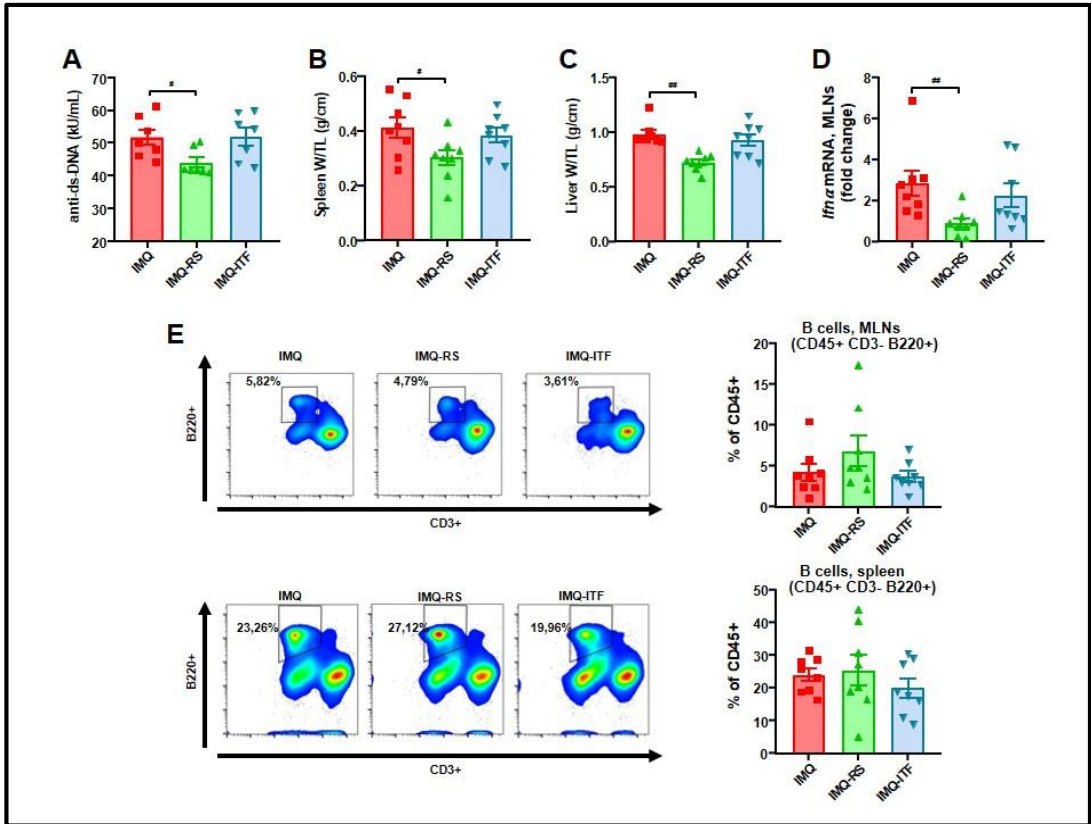 A
anti-ds-DNA (kU/mL)
70
60
50
40
30
20
#
IMQ
IMQ-RS
IMQ-ITF
B
Spleen W/TL (g/cm)
0.6
0.4
0.2
0.0
#
IMQ
IMQ-RS
IMQ-ITF
C
Liver W/TL (g/cm)
1.5
1.0
0.5
0.0
##
IMQ
IMQ-RS
IMQ-ITF
D
Ifnα mRNA, MLNs
(fold change)
8
6
4
2
0
##
IMQ
IMQ-RS
IMQ-ITF
E
IMQ
IMQ-RS
IMQ-ITF
5,82%
4,79%
3,61%
B220+
CD3+
B cells, MLNs
(CD45+ CD3- B220+)
% of CD45+
20
15
10
5
0
IMQ
IMQ-RS
IMQ-ITF
IMQ
IMQ-RS
IMQ-ITF
23,26%
27,12%
19,96%
B220+
CD3+
B cells, spleen
(CD45+ CD3- B220+)
% of CD45+
50
40
30
20
10
0
IMQ
IMQ-RS
IMQ-ITF